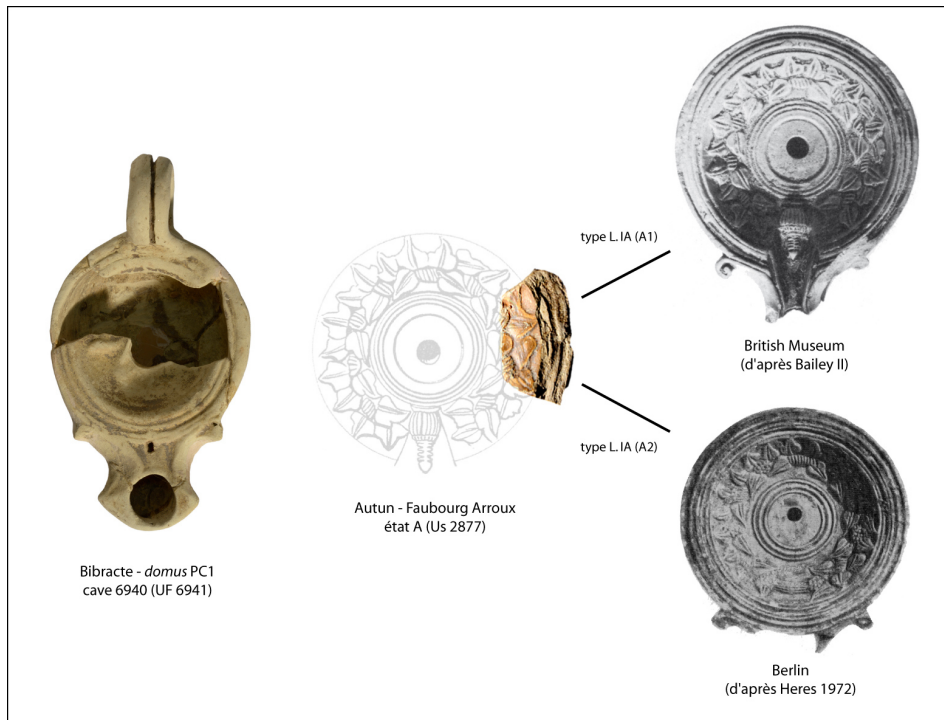 Bibracte - domus PC1
cave 6940 (UF 6941)
Autun - Faubourg Arroux
état A (Us 2877)
type L. IA (A1)
type L. IA (A2)
British Museum
(d'après Bailey II)
Berlin
(d'après Heres 1972)